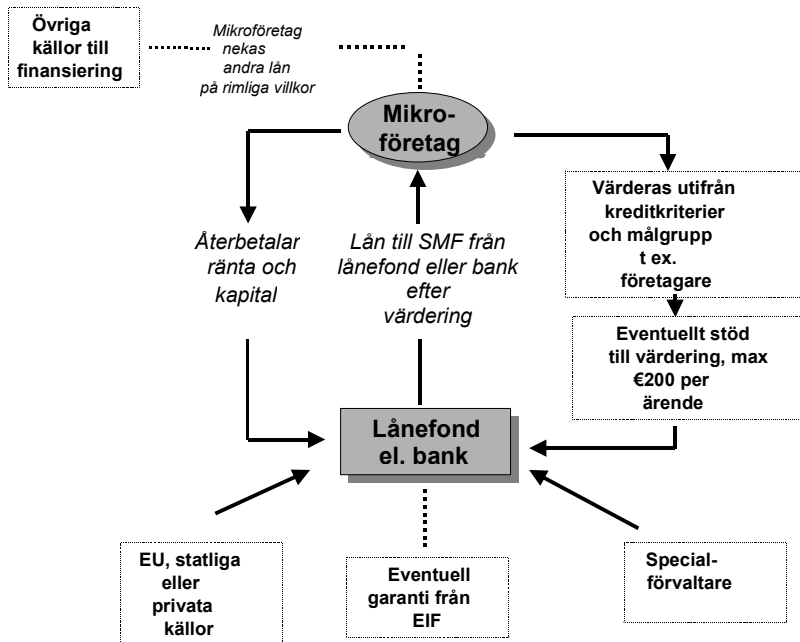 Övriga
källor till
finansiering
Mikroföretag
nekas
andra lån
på rimliga villkor
Mikro-
företag
Värderas utifrån
kreditkriterier
och målgrupp
t ex.
företagare
Återbetalar
ränta och
kapital
Lån till SMF från
lånefond eller bank
efter
värdering
Eventuellt stöd
till värdering, max
€200 per
ärende
Lånefond
el. bank
EU, statliga
eller
privata
källor
Eventuell
garanti från
EIF
Special-
förvaltare